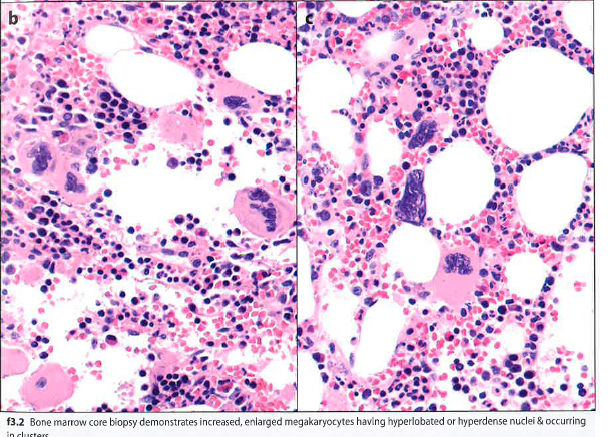 b
c
f3.2 Bone marrow core biopsy demonstrates increased, enlarged megakaryocytes having hyperlobated or hyperdense nuclei & occurring
in clusters